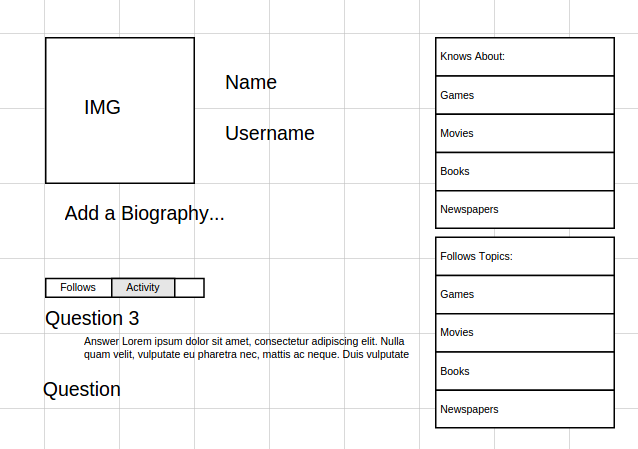 IMG
Name
Username
Add a Biography...
Follows
Activity
Question 3
Answer Lorem ipsum dolor sit amet, consectetur adipiscing elit. Nulla
quam velit, vulputate eu pharetra nec, mattis ac neque. Duis vulputate
Question
Knows About:
Games
Movies
Books
Newspapers
Follows Topics:
Games
Movies
Books
Newspapers